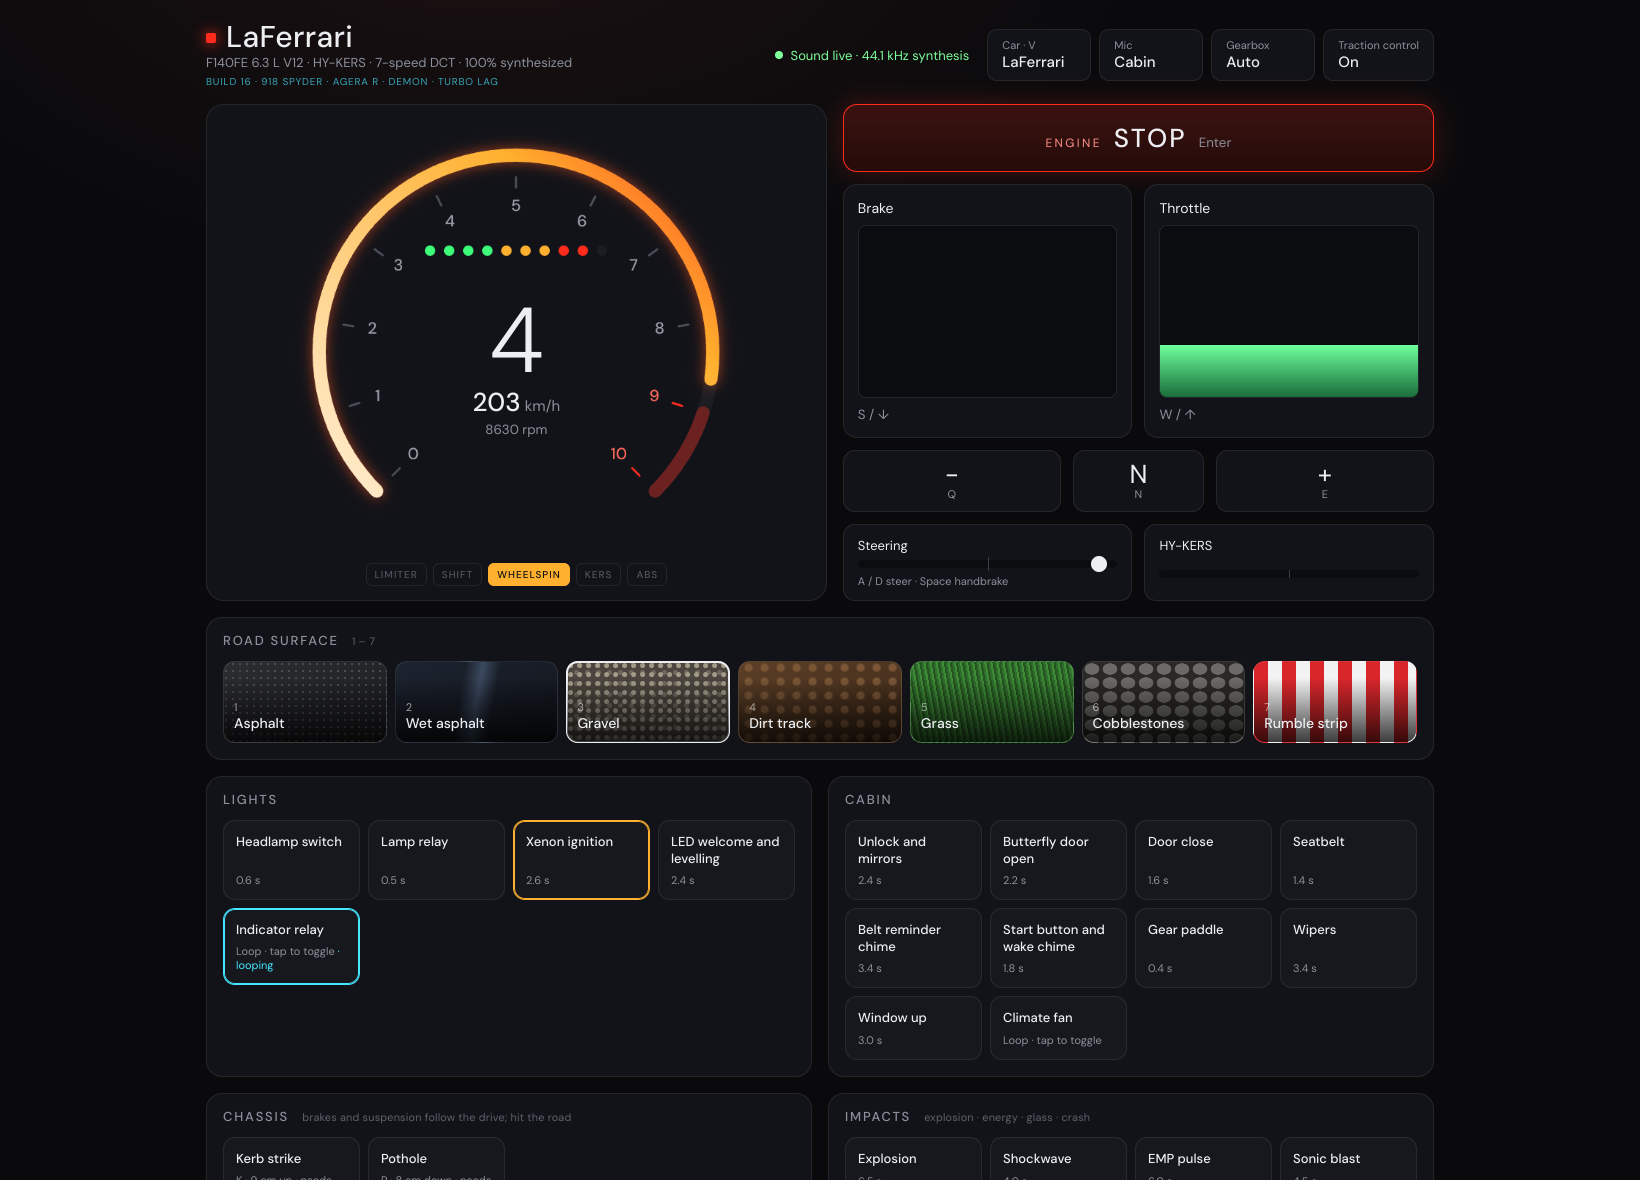 LaFerrari
F140FE 6.3 L V12 · HY-KERS · 7-speed DCT · 100% synthesized
BUILD 16 · 918 SPYDER · AGERA R · DEMON · TURBO LAG
Sound live · 44.1 kHz synthesis
Car · V
LaFerrari
Mic
Cabin
Gearbox
Auto
Traction control
On
0
1
2
3
4
5
6
7
8
9
10
4
203 km/h
8630 rpm
LIMITER
SHIFT
WHEELSPIN
KERS
ABS
ENGINE STOP Enter
Brake
S / ↓
Throttle
W / ↑
−
Q
N
N
+
E
Steering
A / D steer · Space handbrake
HY-KERS
ROAD SURFACE 1 – 7
1
Asphalt
2
Wet asphalt
3
Gravel
4
Dirt track
5
Grass
6
Cobblestones
7
Rumble strip
LIGHTS
Headlamp switch
0.6 s
Lamp relay
0.5 s
Xenon ignition
2.6 s
LED welcome and
levelling
2.4 s
Indicator relay
Loop · tap to toggle ·
looping
CABIN
Unlock and
mirrors
2.4 s
Butterfly door
open
2.2 s
Door close
1.6 s
Seatbelt
1.4 s
Belt reminder
chime
3.4 s
Start button and
wake chime
1.8 s
Gear paddle
0.4 s
Wipers
3.4 s
Window up
3.0 s
Climate fan
Loop · tap to toggle
CHASSIS brakes and suspension follow the drive; hit the road
Kerb strike
Pothole
IMPACTS explosion · energy · glass · crash
Explosion
Shockwave
EMP pulse
Sonic blast